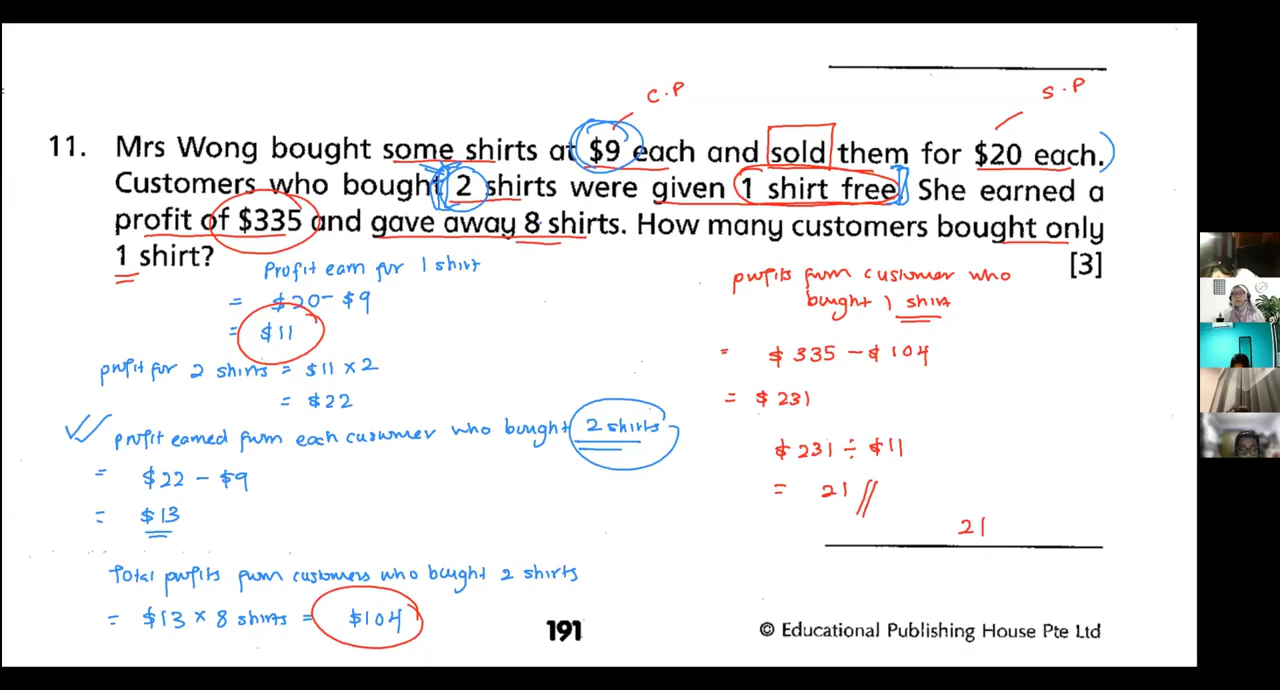 C.P
S.P
11. Mrs Wong bought some shirts at $9 each and sold them for $20 each.
Customers who bought 2 shirts were given 1 shirt free. She earned a
profit of $335 and gave away 8 shirts. How many customers bought only
1 shirt?
[3]
Profit earn for 1 shirt
= $20 - $9
= $11
profit for 2 shirts = $11 × 2
= $22
profit earned from each customer who bought 2 shirts
= $22 - $9
= $13
Total profits from customers who bought 2 shirts
= $13 × 8 shirts = $104
profits from customer who
bought 1 shirt
= $335 - $104
= $231
$231 ÷ $11
= 21 //
21
191
© Educational Publishing House Pte Ltd